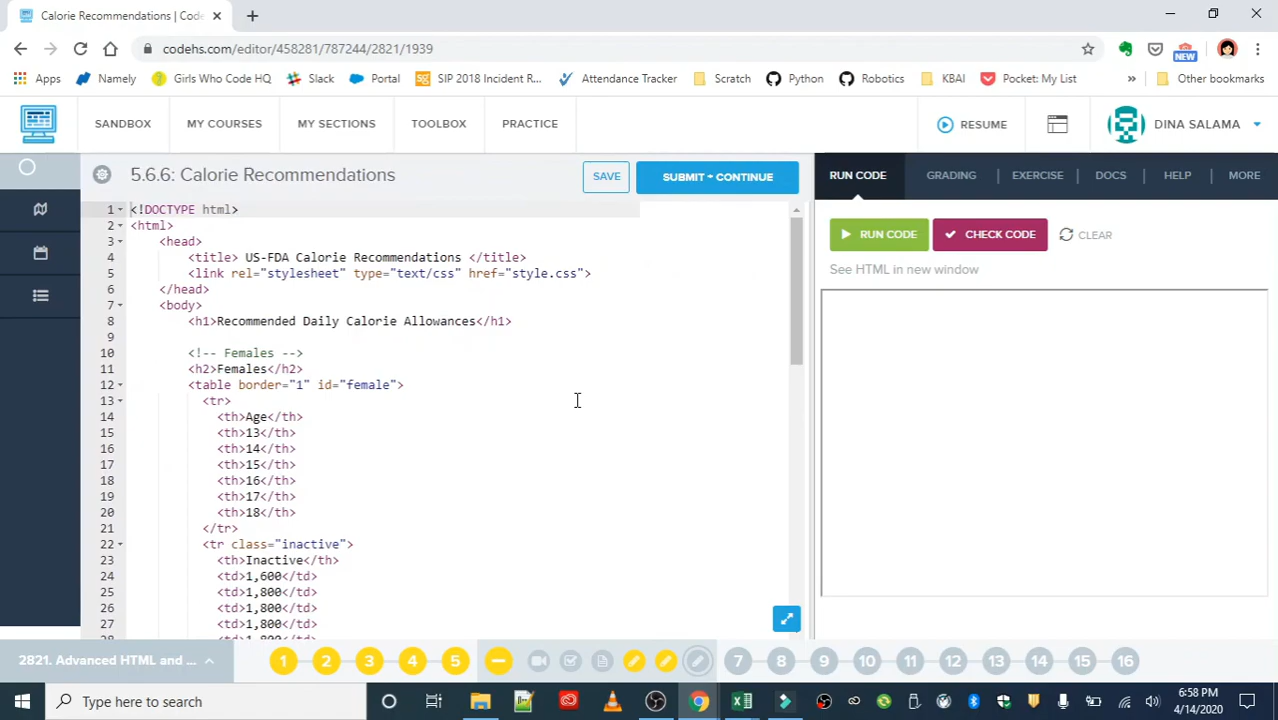 Calorie Recommendations | Code
codehs.com/editor/458281/787244/2821/1939
NEW
Apps Namely Girls Who Code HQ Slack Portal SIP 2018 Incident R... Attendance Tracker Scratch Python Robotics KBAI Pocket: My List » Other bookmarks
SANDBOX MY COURSES MY SECTIONS TOOLBOX PRACTICE RESUME DINA SALAMA
5.6.6: Calorie Recommendations SAVE SUBMIT + CONTINUE RUN CODE GRADING EXERCISE DOCS HELP MORE
RUN CODE CHECK CODE CLEAR
See HTML in new window
1 <!DOCTYPE html>
2 <html>
3 <head>
4 <title> US-FDA Calorie Recommendations </title>
5 <link rel="stylesheet" type="text/css" href="style.css">
6 </head>
7 <body>
8 <h1>Recommended Daily Calorie Allowances</h1>
9
10 <!-- Females -->
11 <h2>Females</h2>
12 <table border="1" id="female">
13 <tr>
14 <th>Age</th>
15 <th>13</th>
16 <th>14</th>
17 <th>15</th>
18 <th>16</th>
19 <th>17</th>
20 <th>18</th>
21 </tr>
22 <tr class="inactive">
23 <th>Inactive</th>
24 <td>1,600</td>
25 <td>1,800</td>
26 <td>1,800</td>
27 <td>1,800</td>
28 <td>1,800</td>
2821. Advanced HTML and ... 1 2 3 4 5 7 8 9 10 11 12 13 14 15 16
Type here to search
6:58 PM
4/14/2020